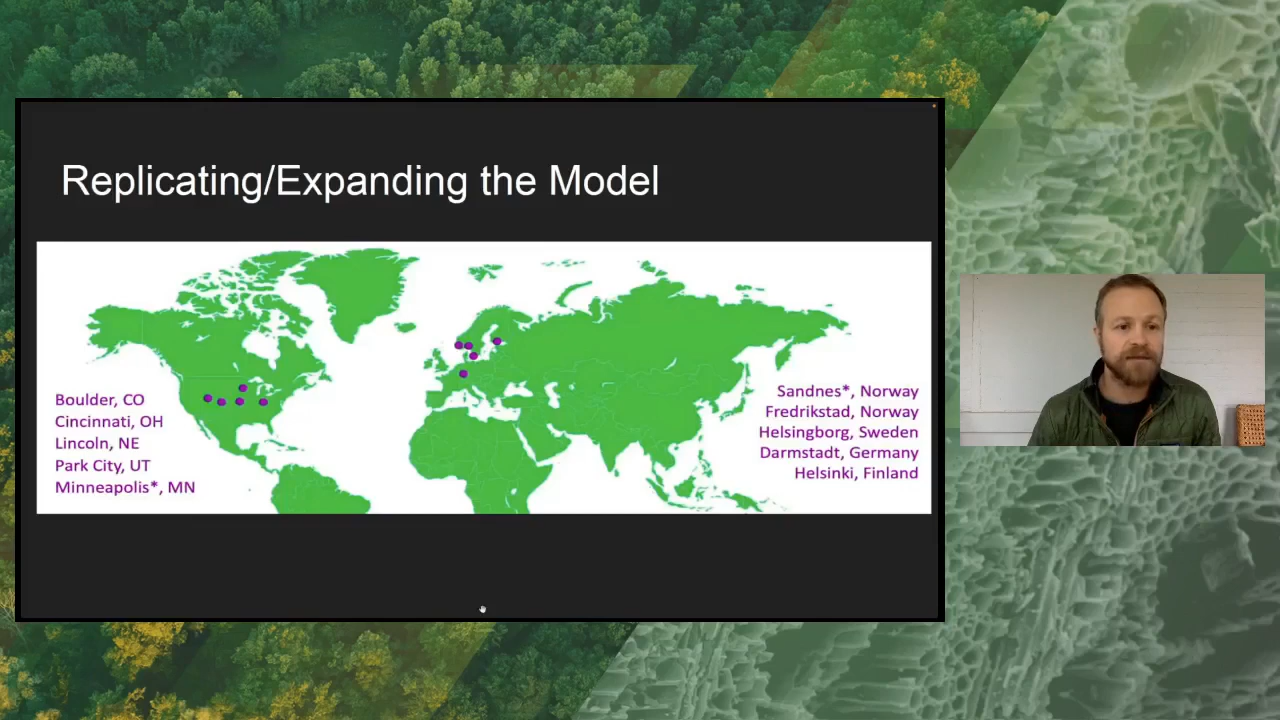 Replicating/Expanding the Model
Boulder, CO
Cincinnati, OH
Lincoln, NE
Park City, UT
Minneapolis*, MN
Sandnes*, Norway
Fredrikstad, Norway
Helsingborg, Sweden
Darmstadt, Germany
Helsinki, Finland